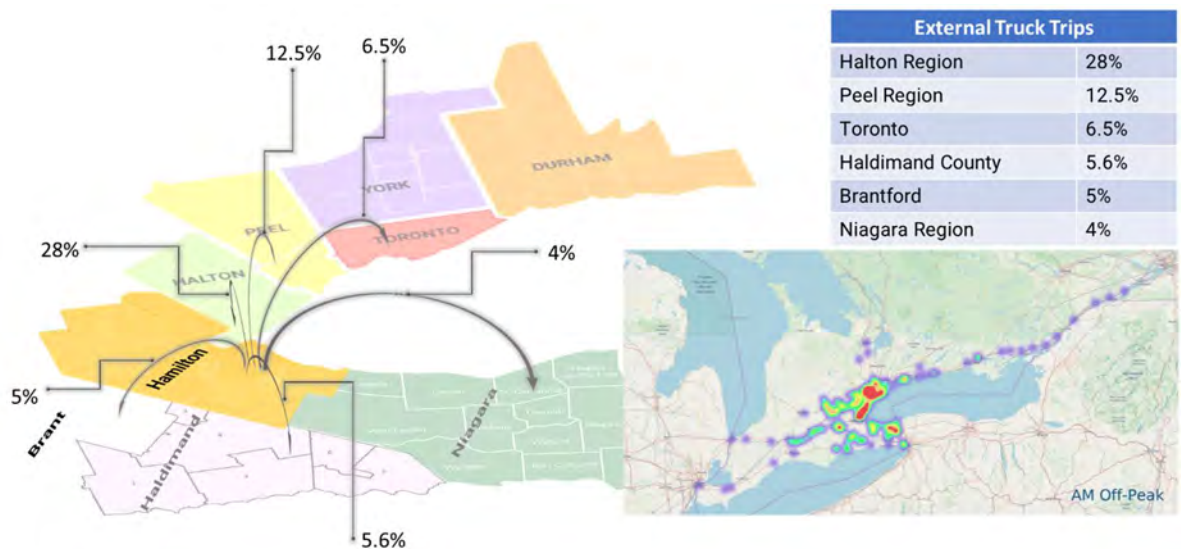 12.5%
6.5%
DURHAM
YORK
PEEL
TORONTO
28%
HALTON
4%
Hamilton
5%
Brant
Haldimand
Niagara
5.6%
External Truck Trips
Halton Region 28%
Peel Region 12.5%
Toronto 6.5%
Haldimand County 5.6%
Brantford 5%
Niagara Region 4%
AM Off-Peak